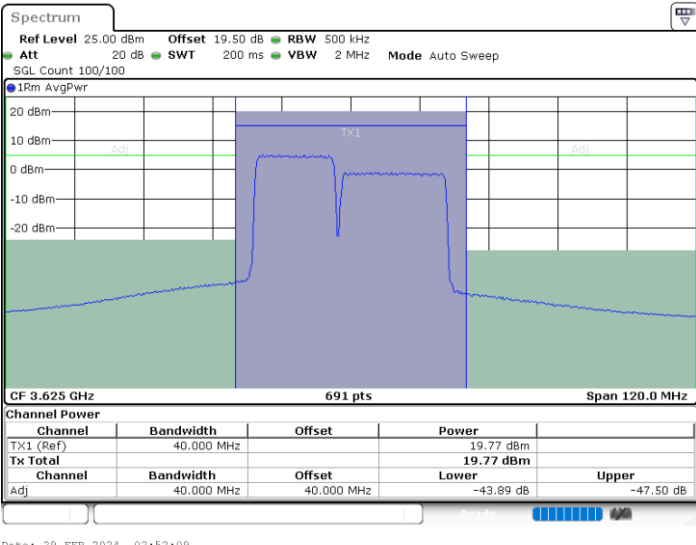 Spectrum
Ref Level 25.00 dBm Offset 19.50 dB RBW 500 kHz
Att 20 dB SWT 200 ms VBW 2 MHz Mode Auto Sweep
SGL Count 100/100
1Rm AvgPwr
20 dBm
TX1
10 dBm
Adj Adj
0 dBm
-10 dBm
-20 dBm
CF 3.625 GHz 691 pts Span 120.0 MHz
Channel Power
Channel Bandwidth Offset Power
TX1 (Ref) 40.000 MHz 19.77 dBm
Tx Total 19.77 dBm
Channel Bandwidth Offset Lower Upper
Adj 40.000 MHz 40.000 MHz -43.89 dB -47.50 dB
Ready